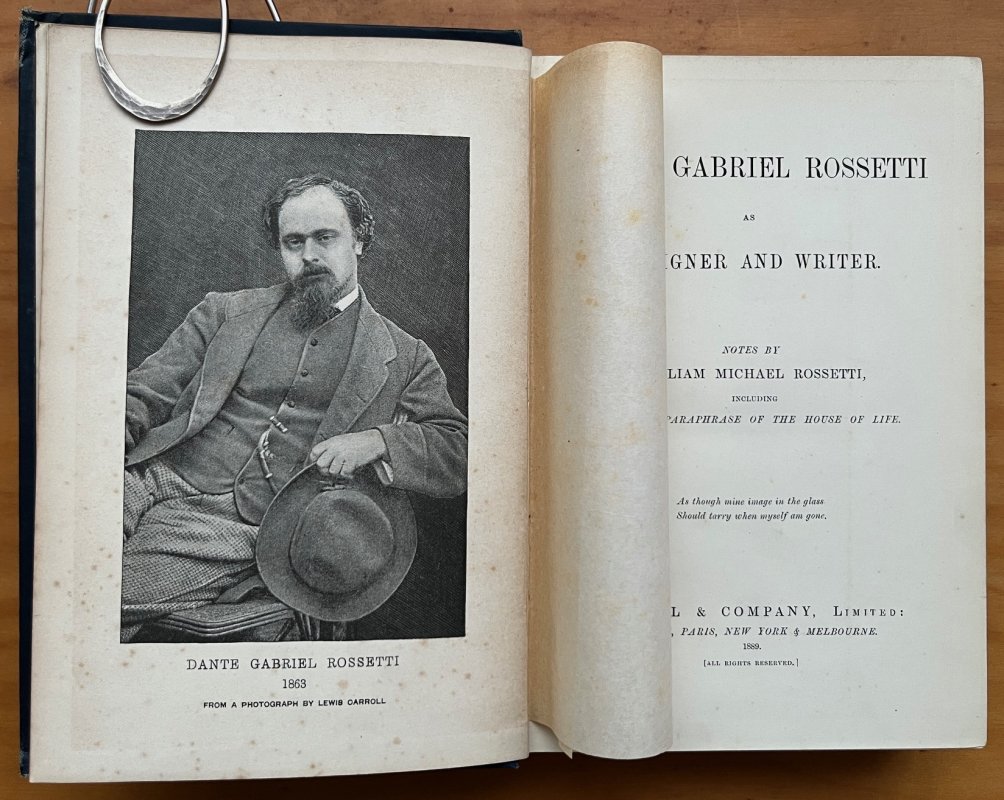 DANTE GABRIEL ROSSETTI
1863
FROM A PHOTOGRAPH BY LEWIS CARROLL
GABRIEL ROSSETTI
AS
IGNER AND WRITER.
NOTES BY
LIAM MICHAEL ROSSETTI,
INCLUDING
PARAPHRASE OF THE HOUSE OF LIFE.
As though mine image in the glass
Should tarry when myself am gone.
L & COMPANY, LIMITED:
, PARIS, NEW YORK & MELBOURNE.
1889.
[ALL RIGHTS RESERVED.]